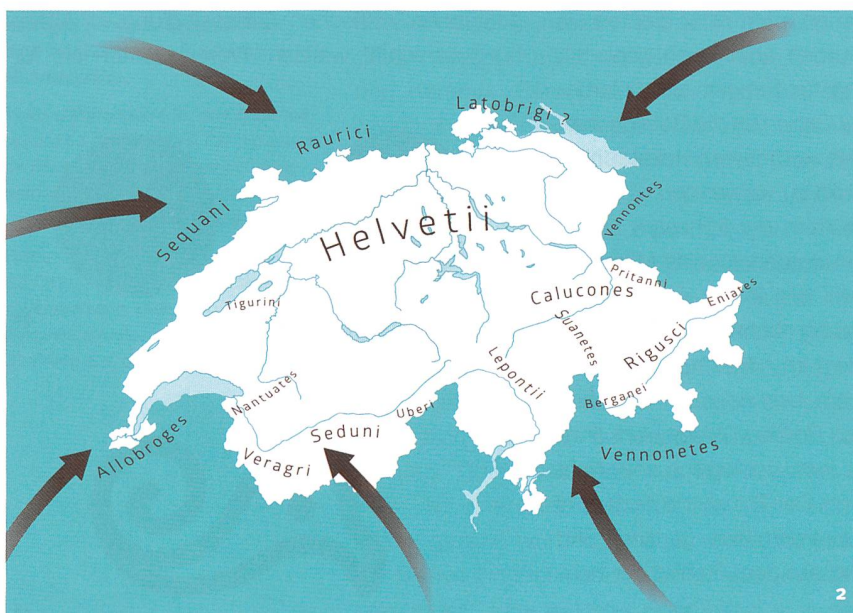 Latobrigi ?
Raurici
Sequani
Helvetii
Vennontes
Pritanni
Calucones
Eniates
Tigurini
Suanetes
Rigusci
Lepontii
Nantuates
Berganei
Uberi
Seduni
Allobroges
Veragri
Vennonetes
2